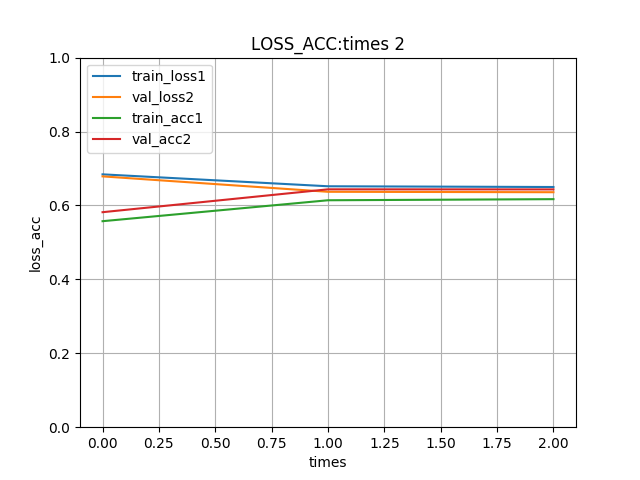 LOSS_ACC:times 2
1.0
0.8
0.6
0.4
0.2
0.0
loss_acc
train_loss1
val_loss2
train_acc1
val_acc2
0.00 0.25 0.50 0.75 1.00 1.25 1.50 1.75 2.00
times